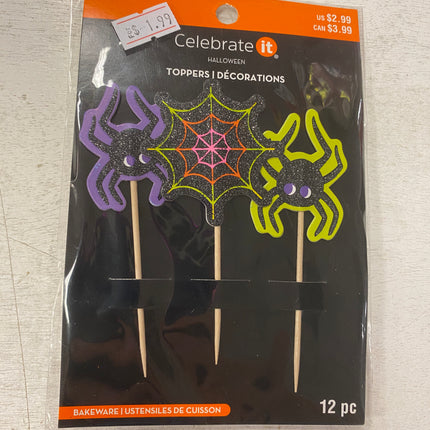 US $2.99
CAN $3.99
$ 1.99
Celebrate it®
HALLOWEEN
TOPPERS | DÉCORATIONS
BAKEWARE | USTENSILES DE CUISSON
12 pc